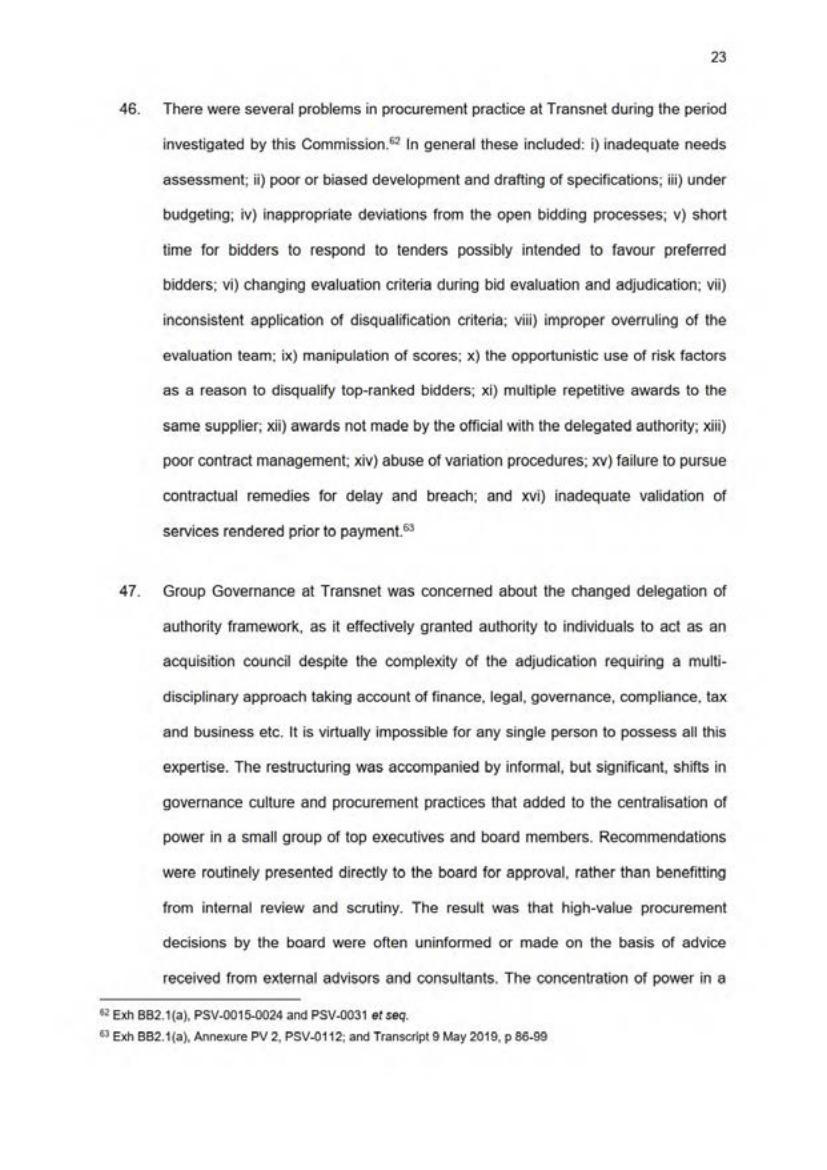 23
46. There were several problems in procurement practice at Transnet during the period
investigated by this Commission.62 In general these included: i) inadequate needs
assessment; ii) poor or biased development and drafting of specifications; iii) under
budgeting; iv) inappropriate deviations from the open bidding processes; v) short
time for bidders to respond to tenders possibly intended to favour preferred
bidders; vi) changing evaluation criteria during bid evaluation and adjudication; vii)
inconsistent application of disqualification criteria; viii) improper overruling of the
evaluation team; ix) manipulation of scores; x) the opportunistic use of risk factors
as a reason to disqualify top-ranked bidders; xi) multiple repetitive awards to the
same supplier; xii) awards not made by the official with the delegated authority; xiii)
poor contract management; xiv) abuse of variation procedures; xv) failure to pursue
contractual remedies for delay and breach; and xvi) inadequate validation of
services rendered prior to payment.63
47. Group Governance at Transnet was concerned about the changed delegation of
authority framework, as it effectively granted authority to individuals to act as an
acquisition council despite the complexity of the adjudication requiring a multi-
disciplinary approach taking account of finance, legal, governance, compliance, tax
and business etc. It is virtually impossible for any single person to possess all this
expertise. The restructuring was accompanied by informal, but significant, shifts in
governance culture and procurement practices that added to the centralisation of
power in a small group of top executives and board members. Recommendations
were routinely presented directly to the board for approval, rather than benefitting
from internal review and scrutiny. The result was that high-value procurement
decisions by the board were often uninformed or made on the basis of advice
received from external advisors and consultants. The concentration of power in a
62 Exh BB2.1(a), PSV-0015-0024 and PSV-0031 et seq.
63 Exh BB2.1(a), Annexure PV 2, PSV-0112; and Transcript 9 May 2019, p 86-99